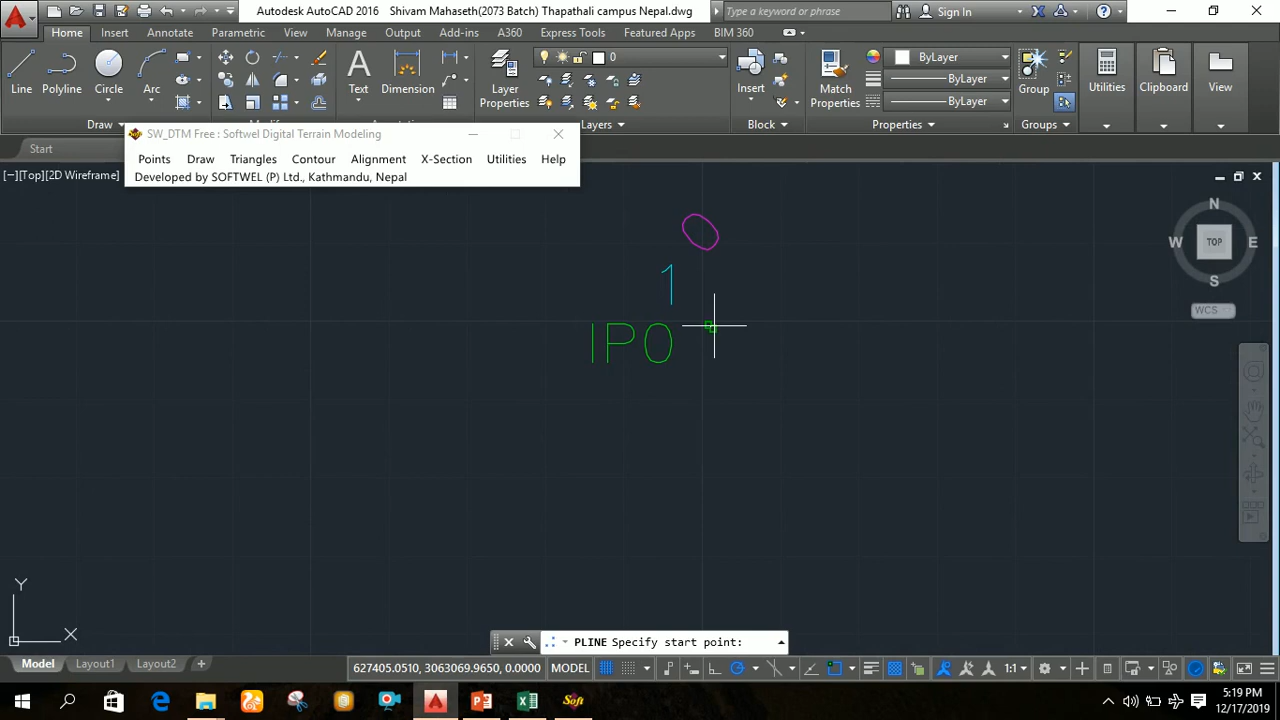 Autodesk AutoCAD 2016 Shivam Mahaseth(2073 Batch) Thapathali campus Nepal.dwg
Type a keyword or phrase
Sign In
Home Insert Annotate Parametric View Manage Output Add-ins A360 Express Tools Featured Apps BIM 360
Line Polyline Circle Arc Text Dimension Layer Properties 0 Insert Match Properties ByLayer ByLayer ByLayer Group Utilities Clipboard View
Draw Layers Block Properties Groups
Start
SW_DTM Free : Softwel Digital Terrain Modeling
Points Draw Triangles Contour Alignment X-Section Utilities Help
Developed by SOFTWEL (P) Ltd., Kathmandu, Nepal
[−][Top][2D Wireframe]
N
W TOP E
S
WCS
1
IP0
Y
X
PLINE Specify start point:
Model Layout1 Layout2 +
627405.0510, 3063069.9650, 0.0000 MODEL 1:1
Soft
5:19 PM
12/17/2019